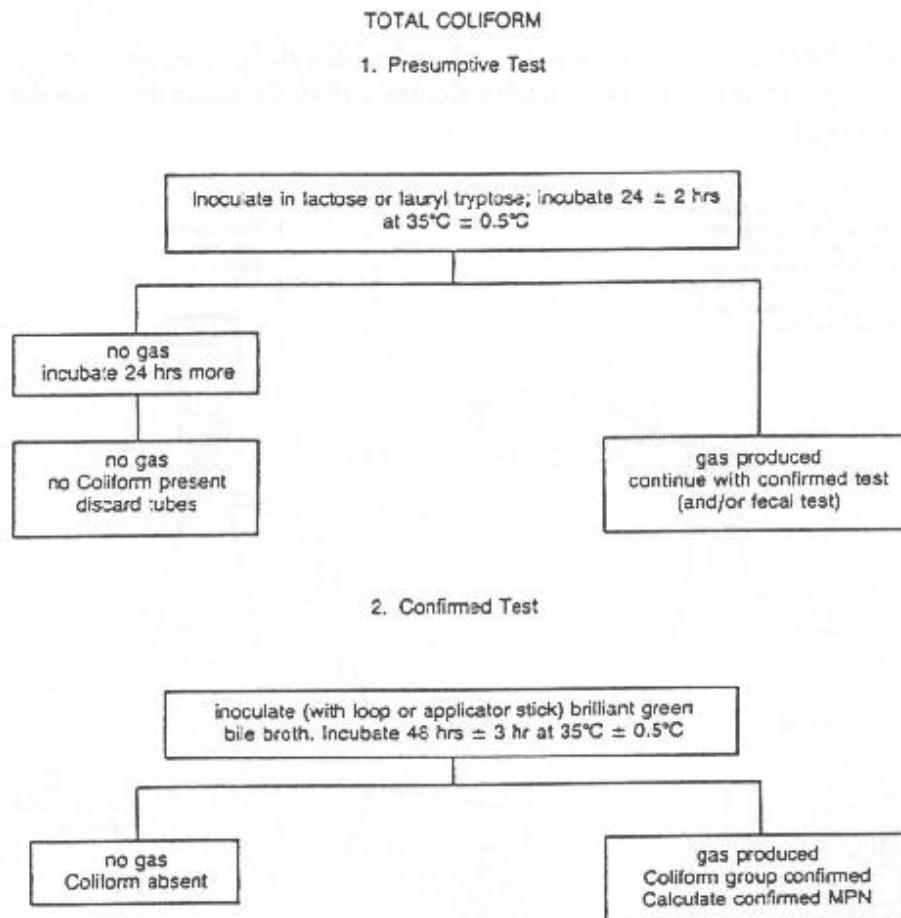 TOTAL COLIFORM
1. Presumptive Test
Inoculate in lactose or lauryl tryptose; incubate 24 ± 2 hrs
at 35°C ± 0.5°C
no gas
incubate 24 hrs more
no gas
no Coliform present
discard tubes
gas produced
continue with confirmed test
(and/or fecal test)
2. Confirmed Test
inoculate (with loop or applicator stick) brilliant green
bile broth. Incubate 48 hrs ± 3 hr at 35°C ± 0.5°C
no gas
Coliform absent
gas produced
Coliform group confirmed
Calculate confirmed MPN